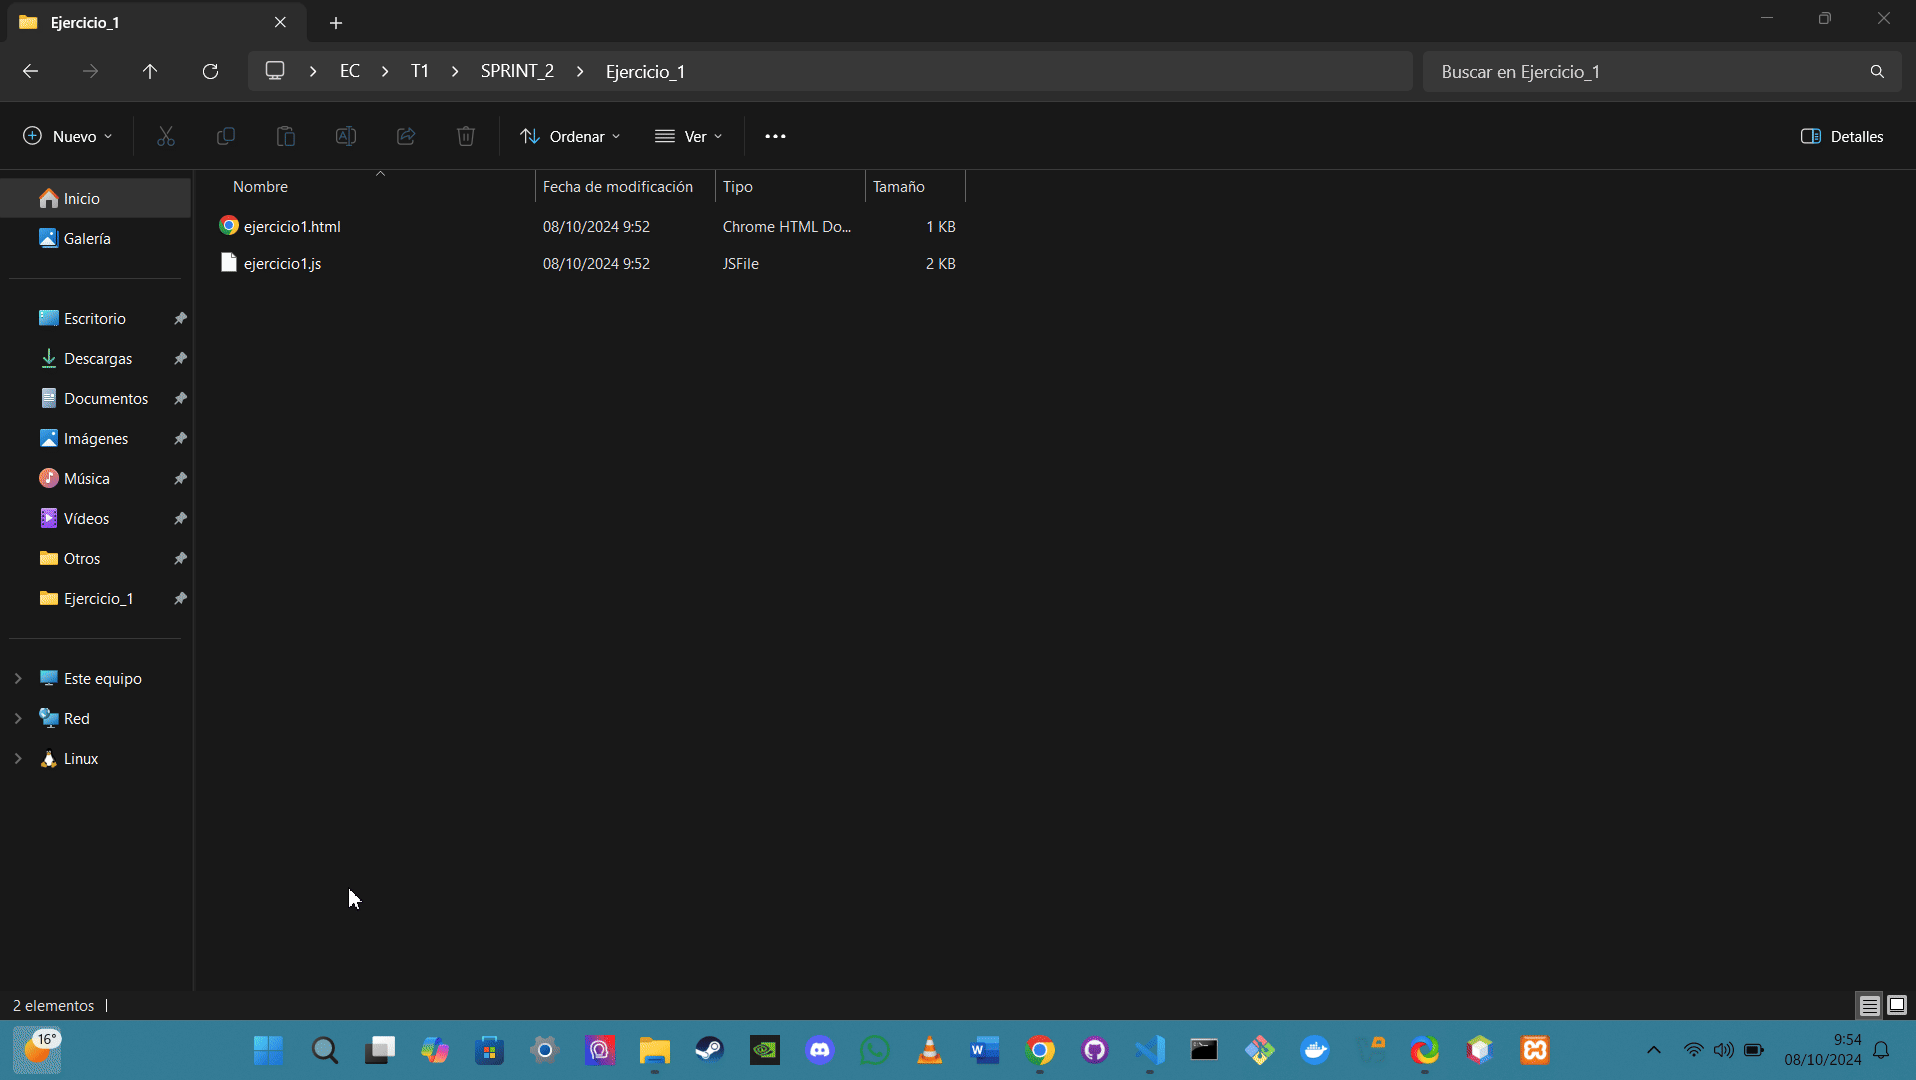 Ejercicio_1
EC > T1 > SPRINT_2 > Ejercicio_1
Buscar en Ejercicio_1
Nuevo
Ordenar
Ver
Detalles
Nombre Fecha de modificación Tipo Tamaño
ejercicio1.html 08/10/2024 9:52 Chrome HTML Do... 1 KB
ejercicio1.js 08/10/2024 9:52 JSFile 2 KB
Inicio
Galería
Escritorio
Descargas
Documentos
Imágenes
Música
Vídeos
Otros
Ejercicio_1
Este equipo
Red
Linux
2 elementos
16°
9:54
08/10/2024